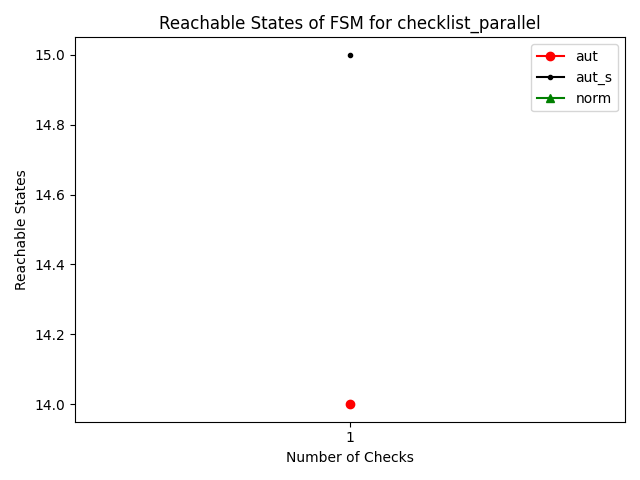 Reachable States of FSM for checklist_parallel
15.0
14.8
14.6
14.4
14.2
14.0
Reachable States
aut
aut_s
norm
1
Number of Checks